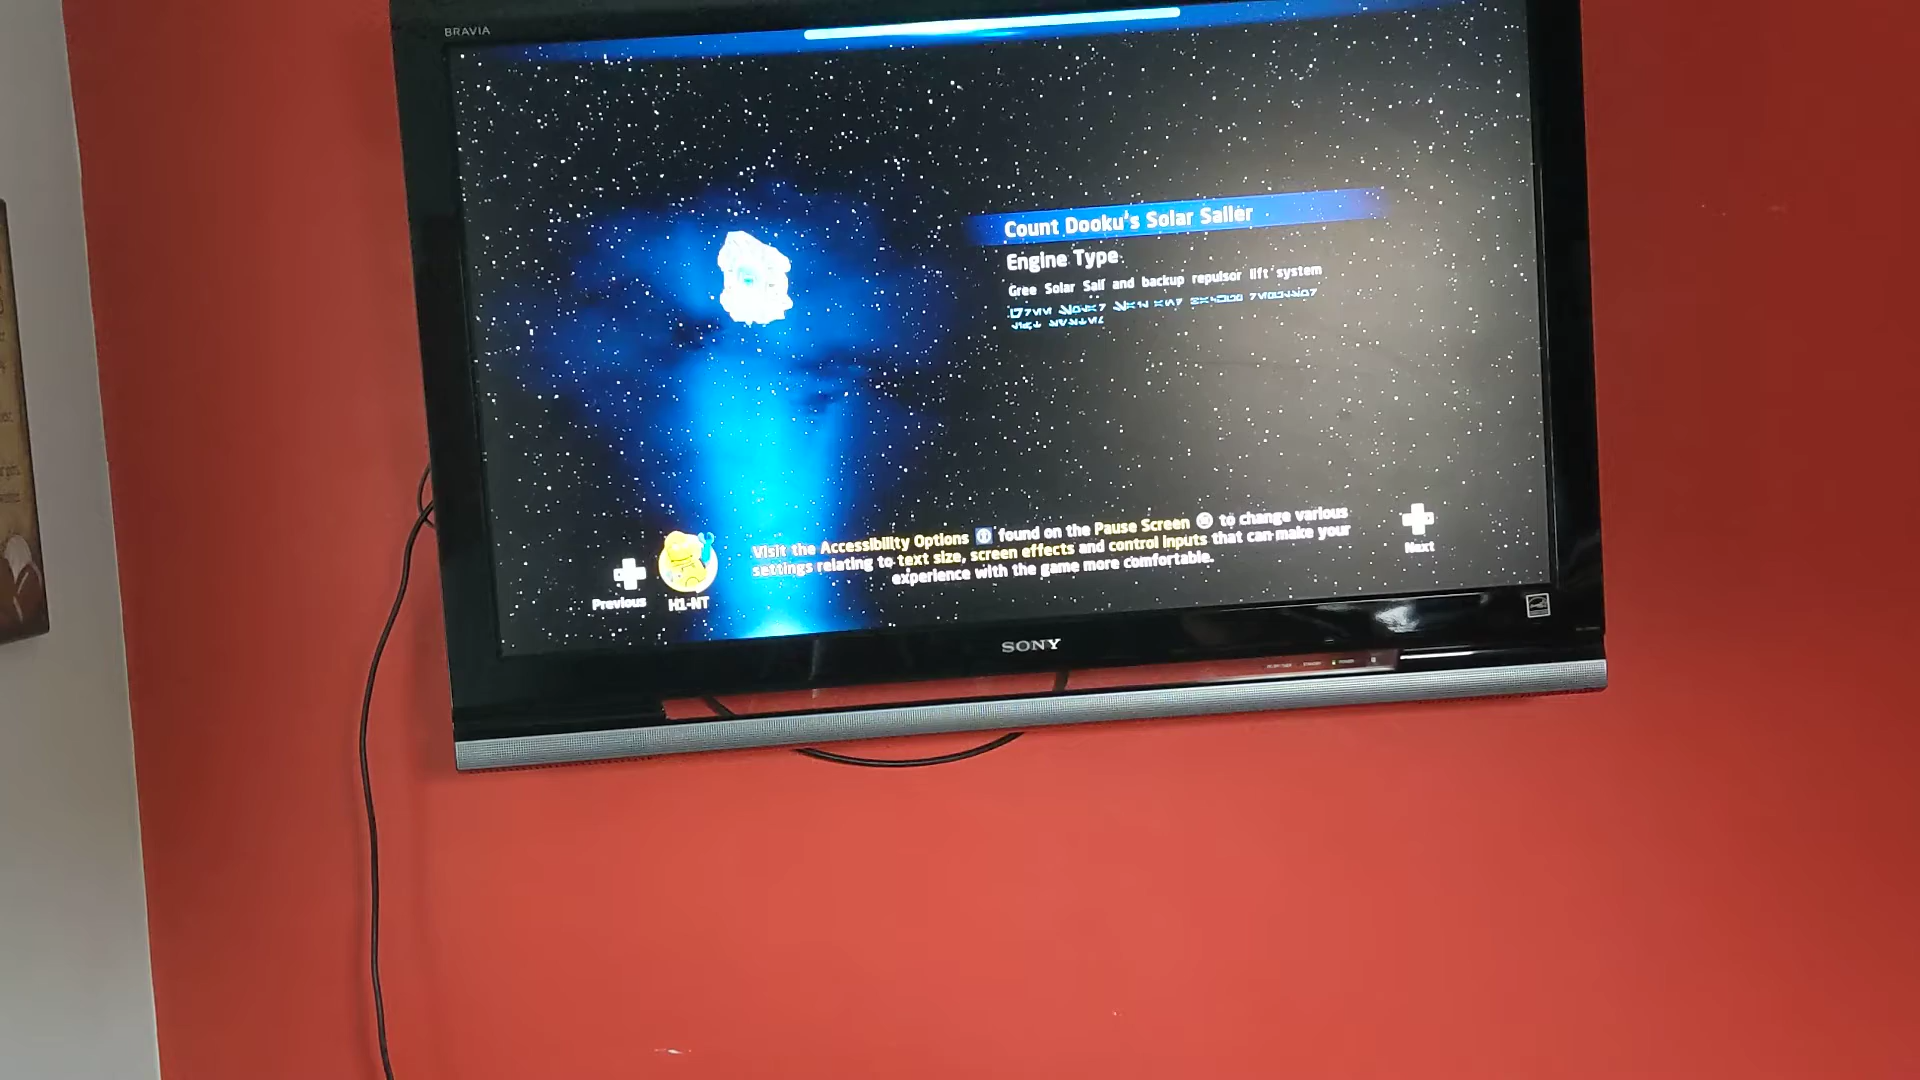 BRAVIA
Count Dooku's Solar Sailer
Engine Type
Gree Solar Sail and backup repulsor lift system
Visit the Accessibility Options found on the Pause Screen to change various
settings relating to text size, screen effects and control inputs that can make your
experience with the game more comfortable.
Previous
H1-NT
Next
SONY